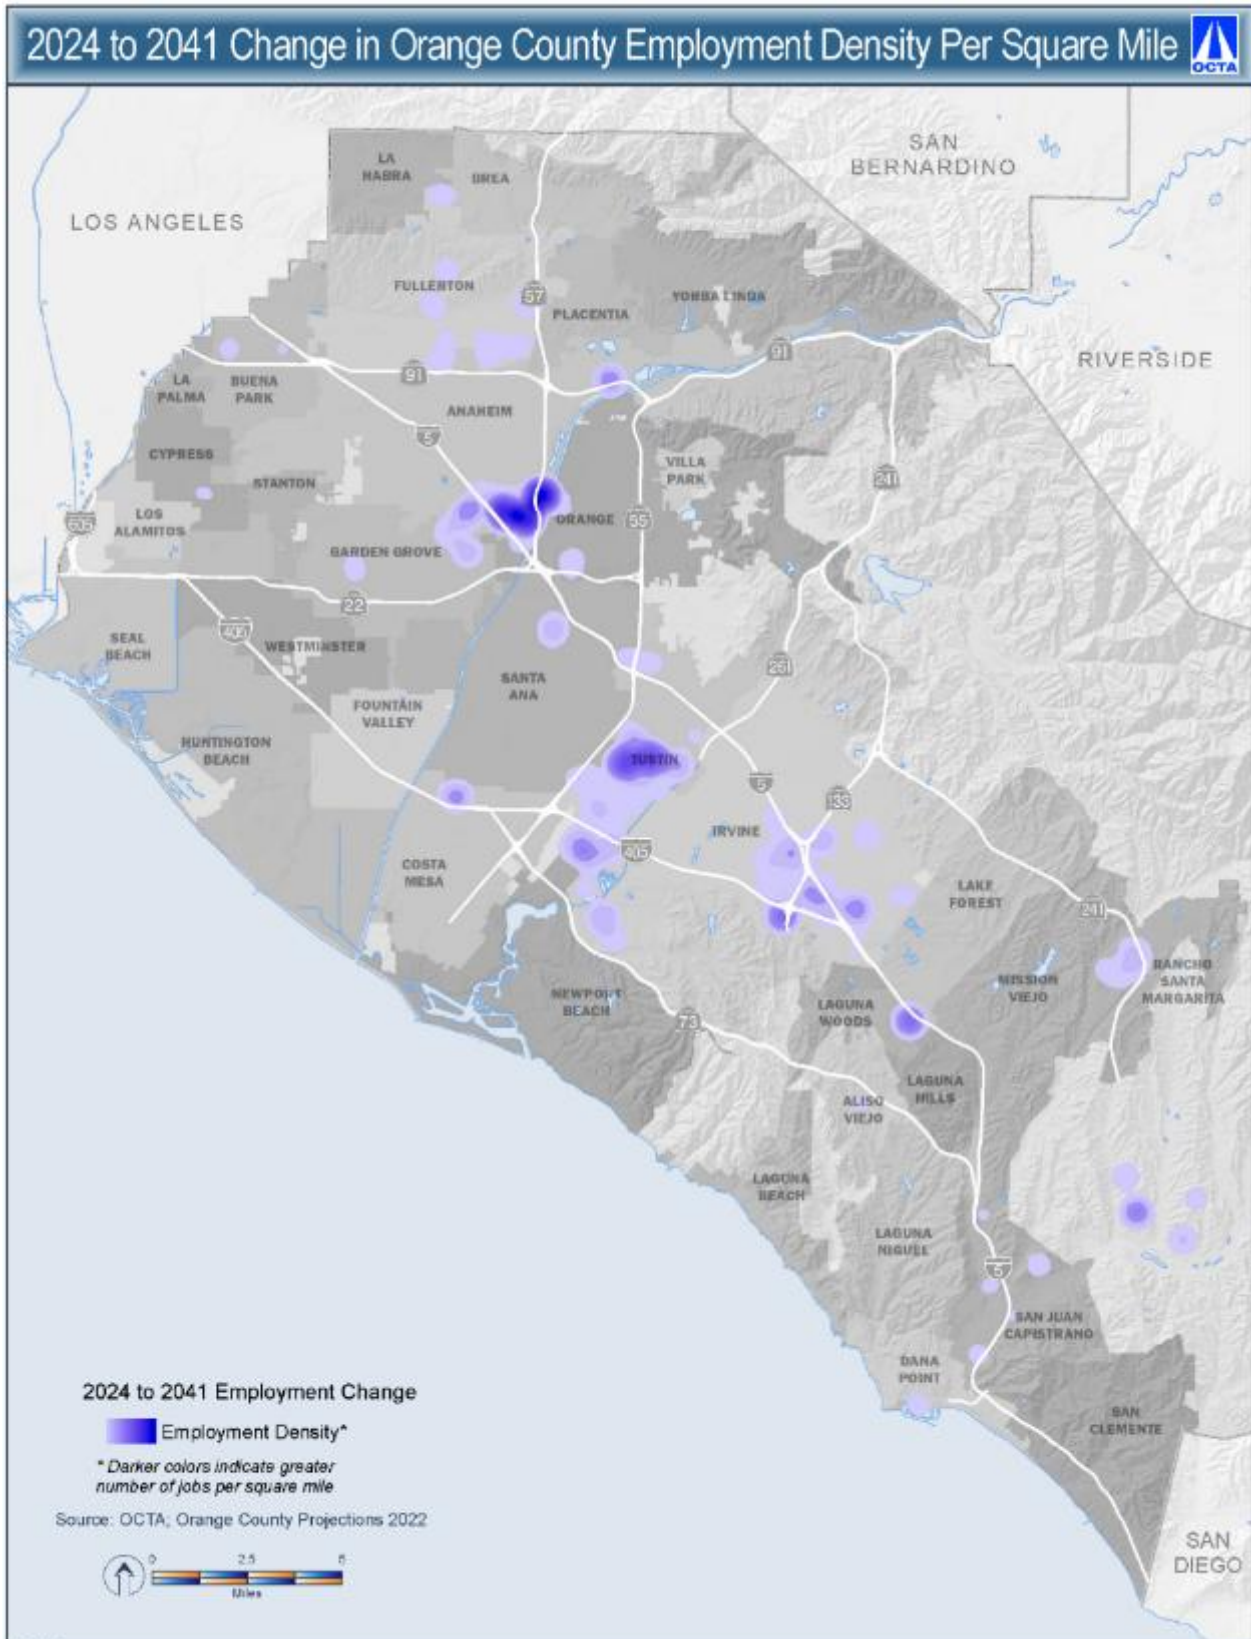 2024 to 2041 Change in Orange County Employment Density Per Square Mile
OCTA
SAN
BERNARDINO
LA
HABRA
BREA
LOS ANGELES
FULLERTON
57
PLACENTIA
YORBA LINDA
91
RIVERSIDE
LA
PALMA
BUENA
PARK
91
ANAHEIM
5
CYPRESS
STANTON
VILLA
PARK
241
LOS
ALAMITOS
605
ORANGE
55
GARDEN GROVE
22
405
SEAL
BEACH
WESTMINSTER
SANTA
ANA
261
FOUNTAIN
VALLEY
HUNTINGTON
BEACH
TUSTIN
5
133
IRVINE
405
COSTA
MESA
LAKE
FOREST
241
RANCHO
SANTA
MARGARITA
MISSION
VIEJO
NEWPORT
BEACH
LAGUNA
WOODS
73
LAGUNA
HILLS
ALISO
VIEJO
LAGUNA
BEACH
LAGUNA
NIGUEL
5
SAN JUAN
CAPISTRANO
DANA
POINT
SAN
CLEMENTE
SAN
DIEGO
2024 to 2041 Employment Change
Employment Density*
* Darker colors indicate greater
number of jobs per square mile
Source: OCTA; Orange County Projections 2022
0 2.5 5
Miles